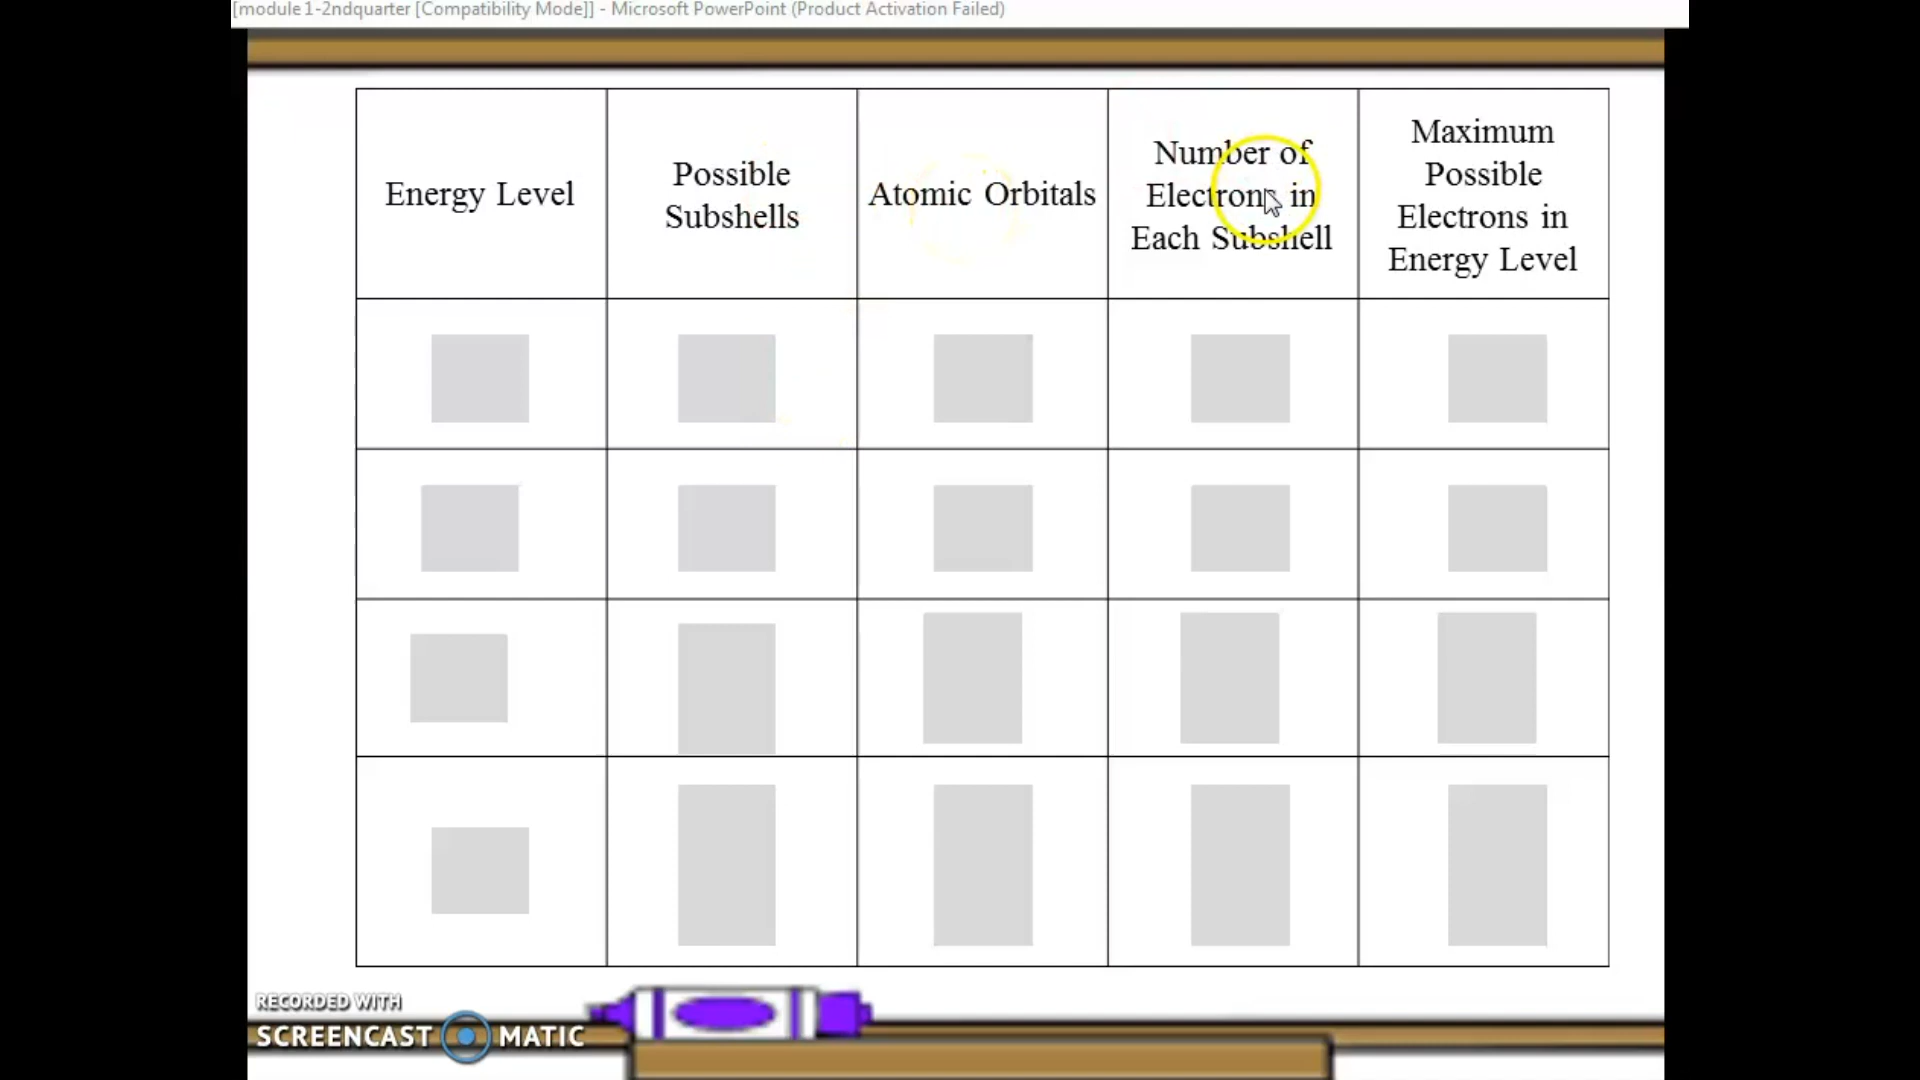 [module 1-2ndquarter [Compatibility Mode]] - Microsoft PowerPoint (Product Activation Failed)
Energy Level
Possible
Subshells
Atomic Orbitals
Number of
Electrons in
Each Subshell
Maximum
Possible
Electrons in
Energy Level
RECORDED WITH
SCREENCAST MATIC